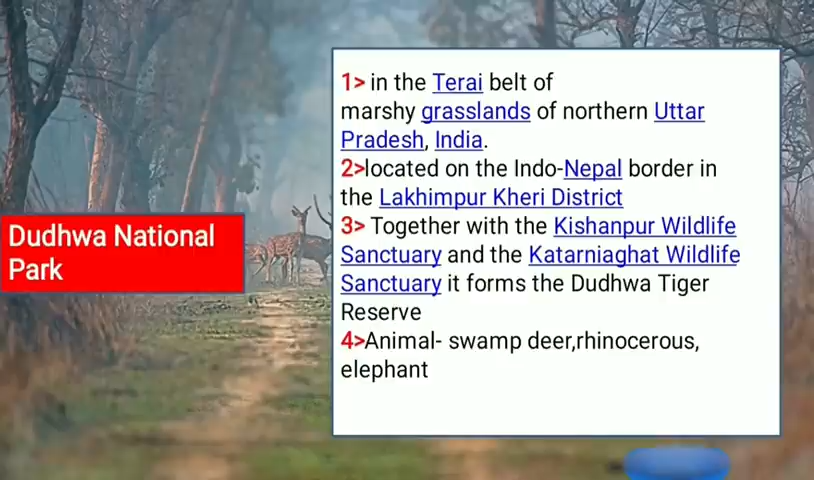 Dudhwa National
Park
1> in the Terai belt of
marshy grasslands of northern Uttar
Pradesh, India.
2>located on the Indo-Nepal border in
the Lakhimpur Kheri District
3> Together with the Kishanpur Wildlife
Sanctuary and the Katarniaghat Wildlife
Sanctuary it forms the Dudhwa Tiger
Reserve
4>Animal- swamp deer,rhinocerous,
elephant